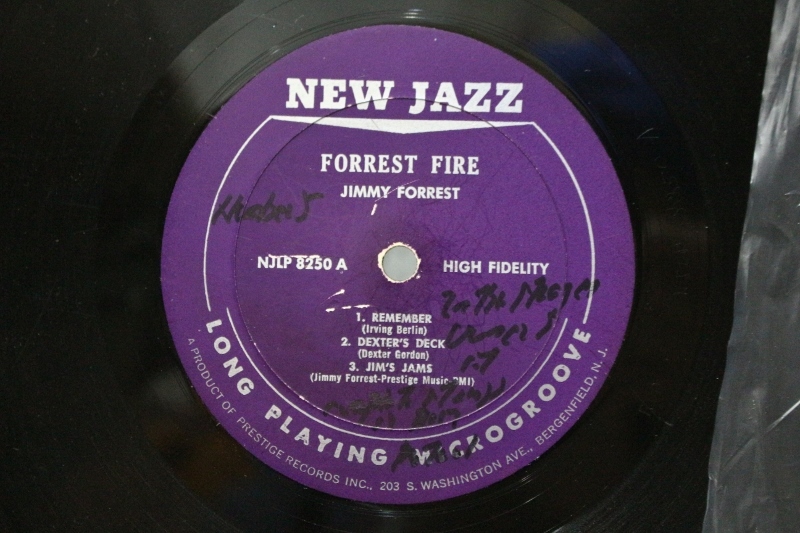 NEW JAZZ
FORREST FIRE
JIMMY FORREST
NJLP 8250 A
HIGH FIDELITY
1. REMEMBER
(Irving Berlin)
2. DEXTER'S DECK
(Dexter Gordon)
3. JIM'S JAMS
(Jimmy Forrest-Prestige Music-BMI)
LONG PLAYING MICROGROOVE
A PRODUCT OF PRESTIGE RECORDS INC., 203 S. WASHINGTON AVE., BERGENFIELD, N. J.